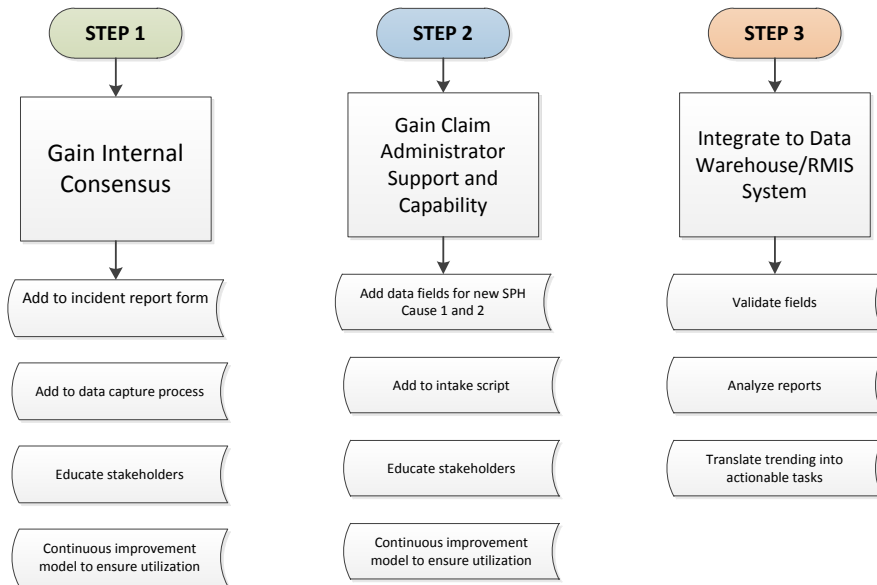 STEP 1
Gain Internal
Consensus
Add to incident report form
Add to data capture process
Educate stakeholders
Continuous improvement
model to ensure utilization
STEP 2
Gain Claim
Administrator
Support and
Capability
Add data fields for new SPH
Cause 1 and 2
Add to intake script
Educate stakeholders
Continuous improvement
model to ensure utilization
STEP 3
Integrate to Data
Warehouse/RMIS
System
Validate fields
Analyze reports
Translate trending into
actionable tasks